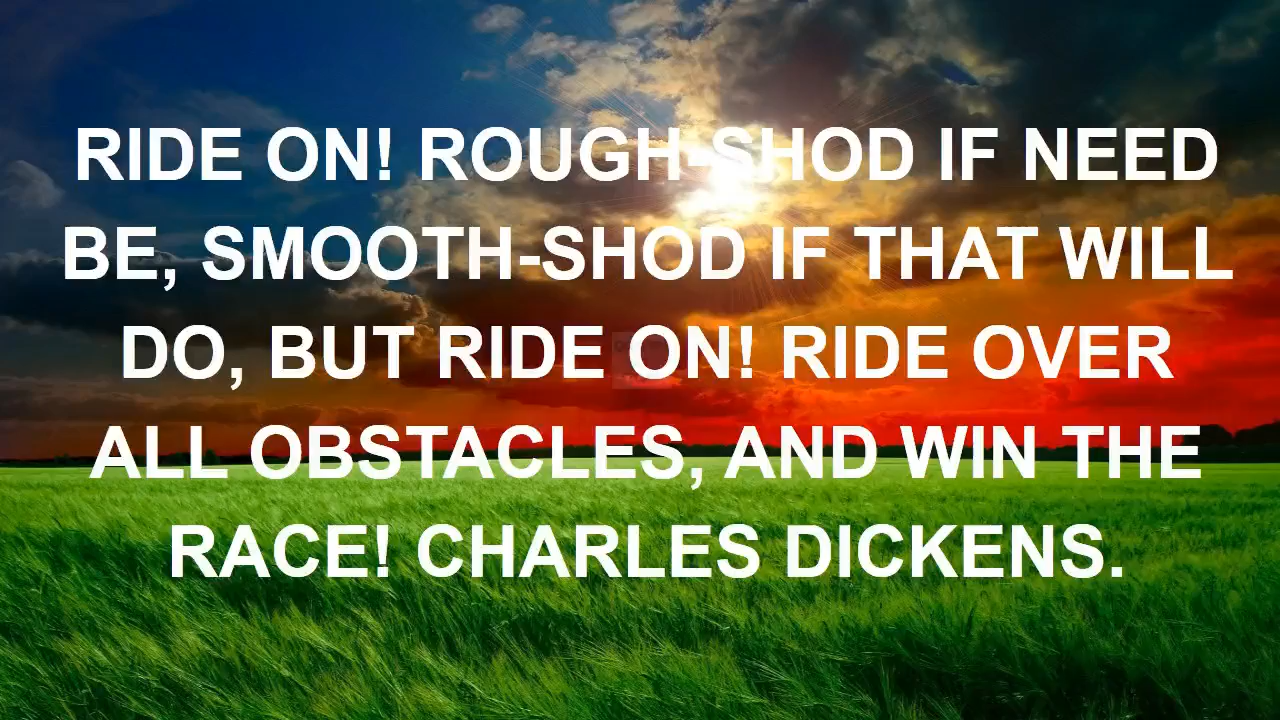 RIDE ON! ROUGH-SHOD IF NEED
BE, SMOOTH-SHOD IF THAT WILL
DO, BUT RIDE ON! RIDE OVER
ALL OBSTACLES, AND WIN THE
RACE! CHARLES DICKENS.